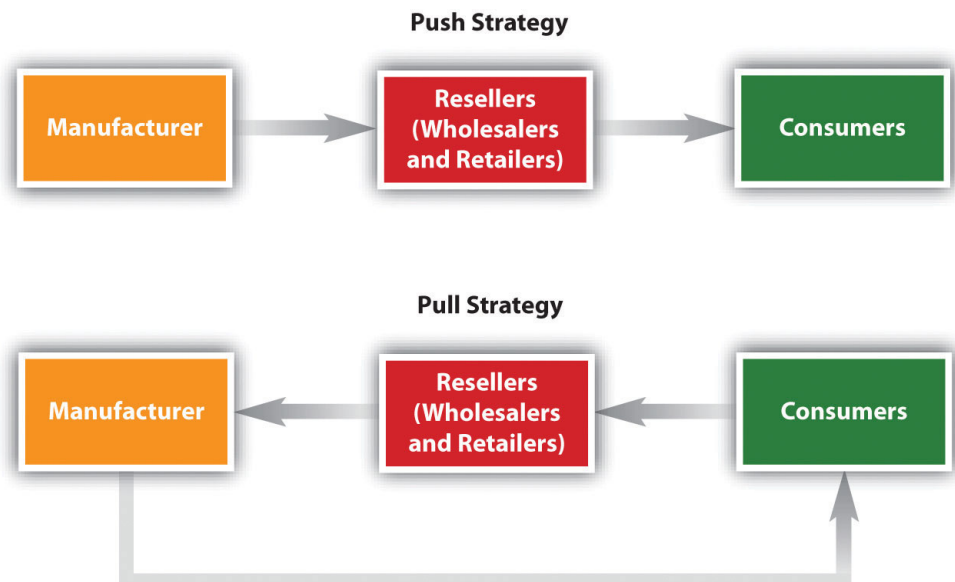 Push Strategy
Manufacturer
Resellers
(Wholesalers
and Retailers)
Consumers
Pull Strategy
Manufacturer
Resellers
(Wholesalers
and Retailers)
Consumers